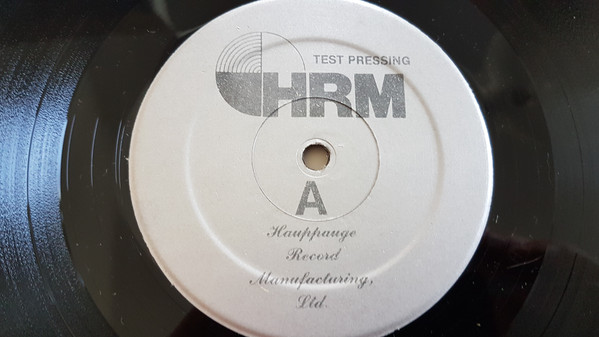 TEST PRESSING
HRM
A
Hauppauge
Record
Manufacturing,
Ltd.